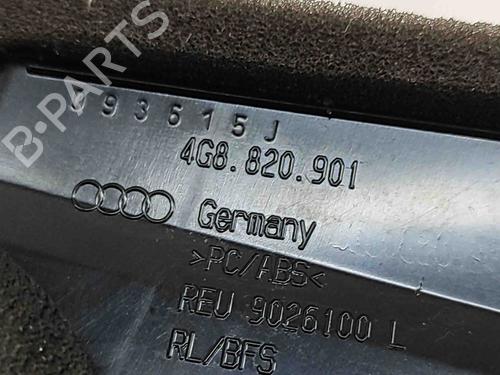 B-PARTS
93615J
4G8.820.901
Germany
>PC/ABS<
REU 9026100 L
RL/BFS